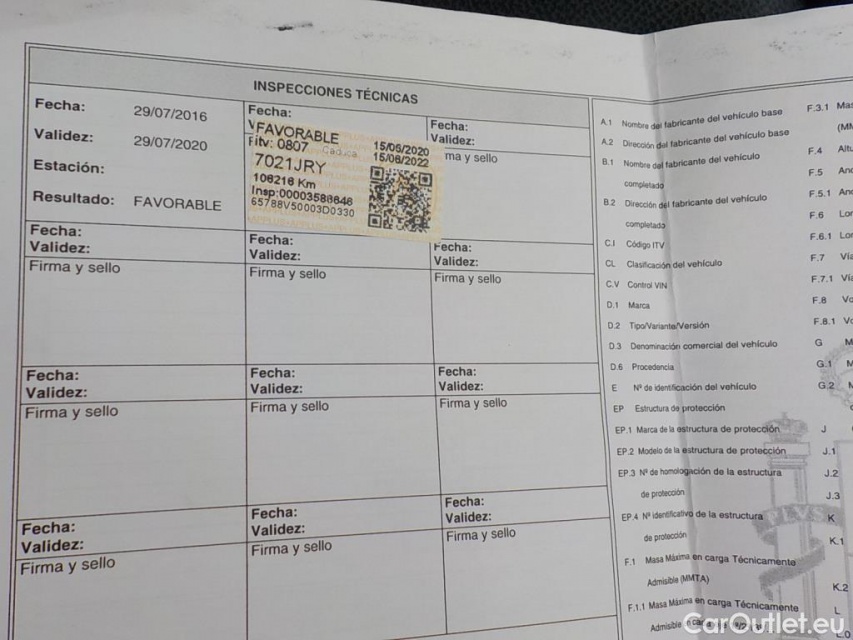 INSPECCIONES TÉCNICAS
Fecha: 29/07/2016
Validez: 29/07/2020
Estación:
Resultado: FAVORABLE
Fecha:
FAVORABLE 15/06/2020
Itv: 0807 Caduca 15/06/2022
7021JRY
106216 Km
65788V50003D0330
Fecha:
Validez:
Firma y sello
Fecha:
Validez:
Firma y sello
Fecha:
Validez:
Firma y sello
Fecha:
Validez:
Firma y sello
Fecha:
Validez:
Firma y sello
Fecha:
Validez:
Firma y sello
Fecha:
Validez:
Firma y sello
Fecha:
Validez:
Firma y sello
Fecha:
Validez:
Firma y sello
Fecha:
Validez:
A.1 Nombre del fabricante del vehículo base
A.2 Dirección del fabricante del vehículo base
B.1 Nombre del fabricante del vehículo
completado
B.2 Dirección del fabricante del vehículo
completado
C.I Código ITV
CL Clasificación del vehículo
C.V Control VIN
D.1 Marca
D.2 Tipo/Variante/Versión
D.3 Denominación comercial del vehículo
D.6 Procedencia
E Nº de identificación del vehículo
EP Estructura de protección
EP.1 Marca de la estructura de protección
EP.2 Modelo de la estructura de protección
EP.3 Nº de homologación de la estructura
de protección
EP.4 Nº identificativo de la estructura
de protección
F.1 Masa Máxima en carga Técnicamente
Admisible (MMTA)
F.1.1 Masa Máxima en carga Técnicamente
Admisible en cada eje
F.3.1
F.4
F.5
F.5.1
F.6
F.6.1
F.7
F.7.1
F.8
F.8.1
G
G.1
G.2
J
J.1
J.2
J.3
K
K.1
K.2
L
CarOutlet.eu